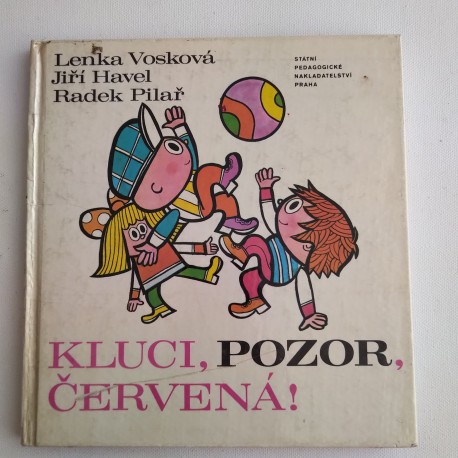 Lenka Vosková
Jiří Havel
Radek Pilař
STÁTNÍ
PEDAGOGICKÉ
NAKLADATELSTVÍ
PRAHA
KLUCI, POZOR,
ČERVENÁ!